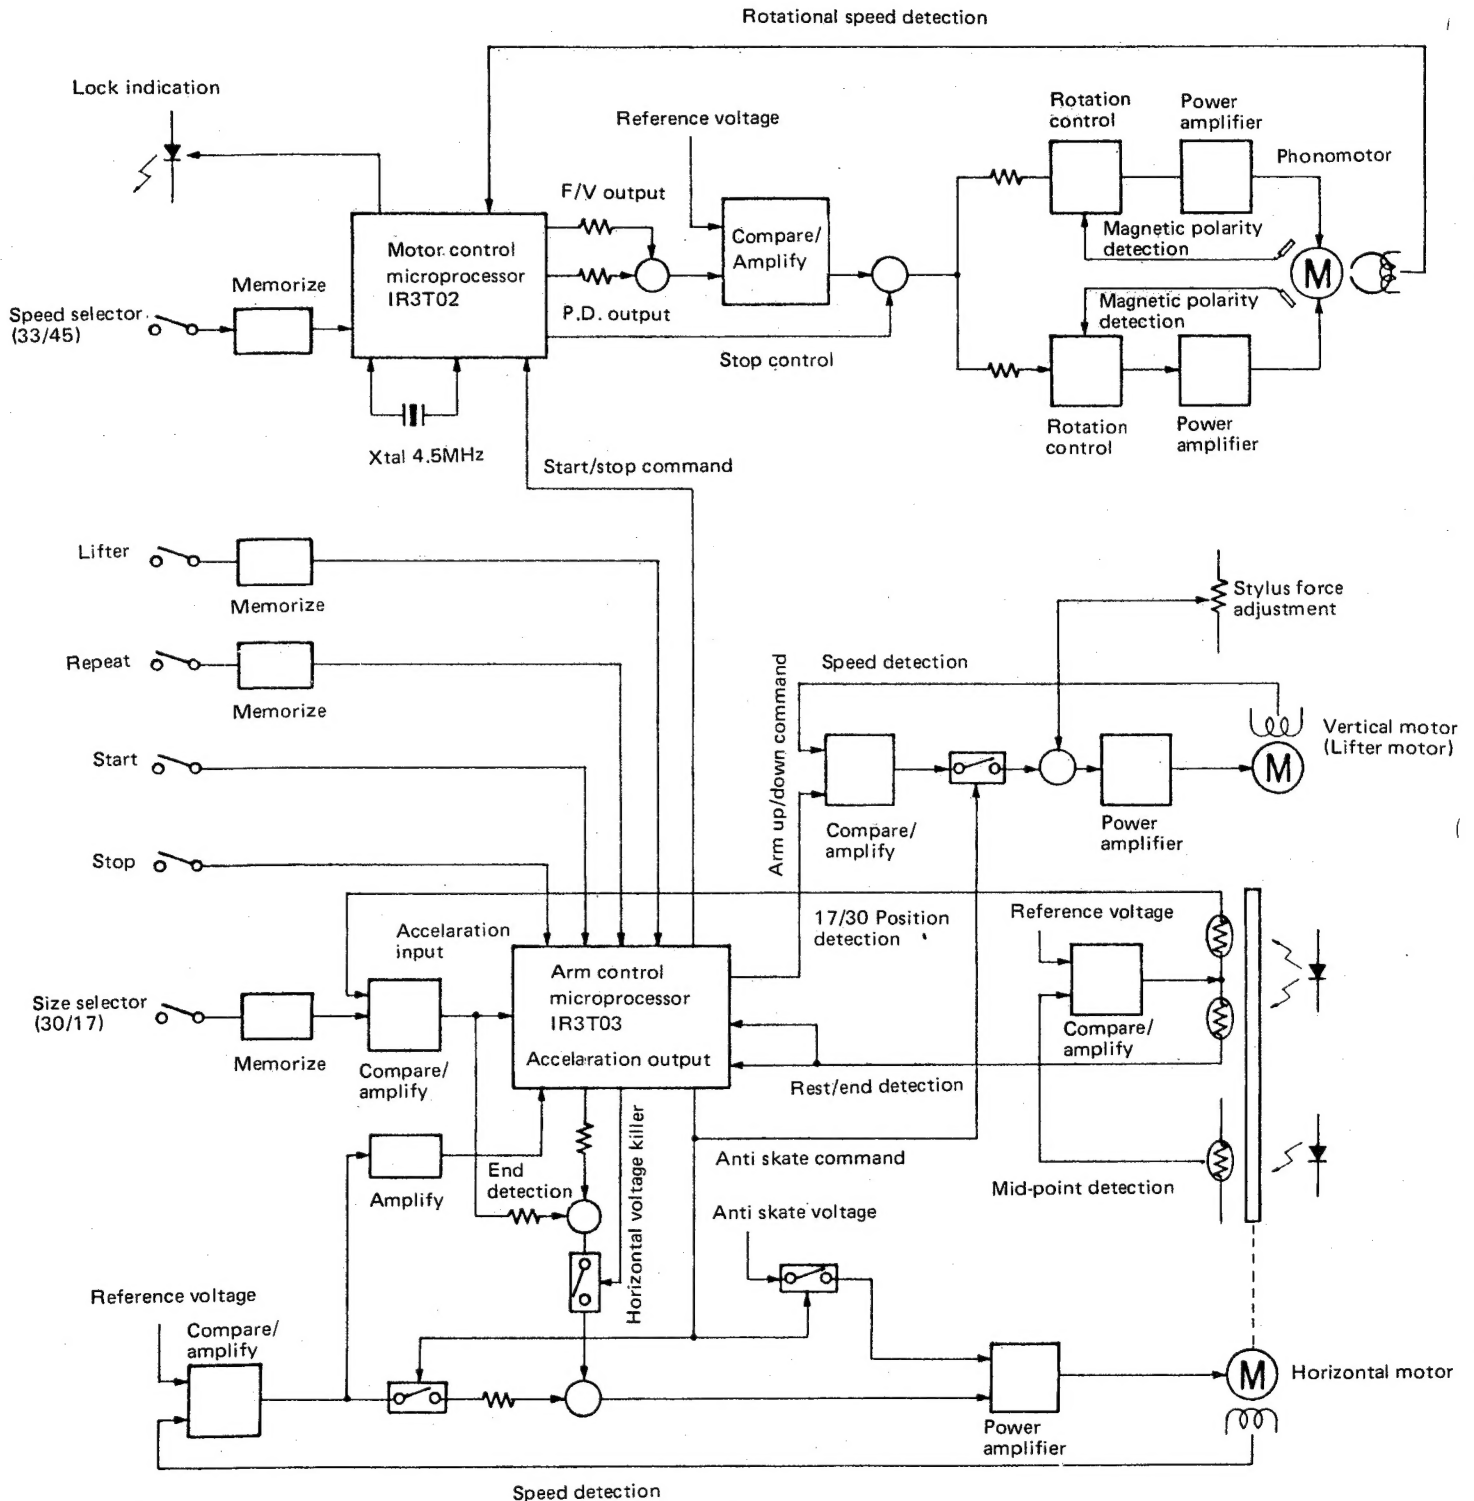 Rotational speed detection
Lock indication
Reference voltage
Rotation
control
Power
amplifier
Phonomotor
F/V output
Motor control
microprocessor
IR3T02
Compare/
Amplify
Magnetic polarity
detection
M
Memorize
Speed selector
(33/45)
P.D. output
Magnetic polarity
detection
Stop control
Rotation
control
Power
amplifier
Xtal 4.5MHz
Start/stop command
Lifter
Memorize
Stylus force
adjustment
Repeat
Memorize
Speed detection
Arm up/down command
Vertical motor
(Lifter motor)
M
Start
Compare/
amplify
Power
amplifier
Stop
17/30 Position
detection
Reference voltage
Accelaration
input
Arm control
microprocessor
IR3T03
Accelaration output
Size selector
(30/17)
Memorize
Compare/
amplify
Compare/
amplify
Rest/end detection
Horizontal voltage killer
Anti skate command
End
detection
Amplify
Mid-point detection
Anti skate voltage
Reference voltage
Compare/
amplify
M
Horizontal motor
Power
amplifier
Speed detection